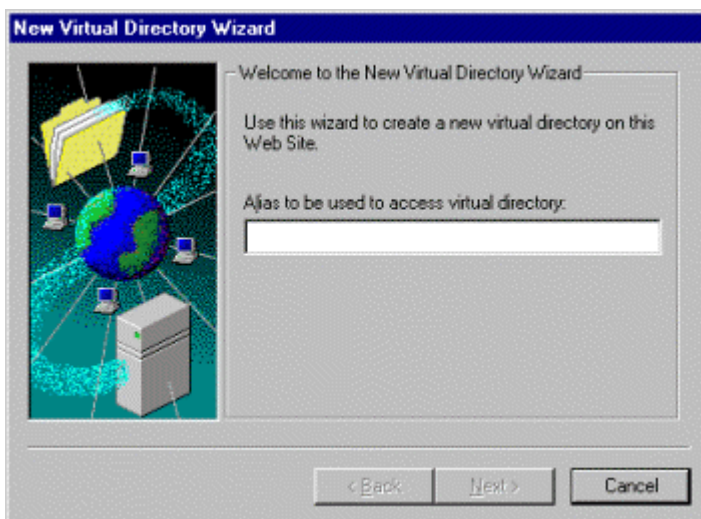 New Virtual Directory Wizard
Welcome to the New Virtual Directory Wizard
Use this wizard to create a new virtual directory on this
Web Site.
Alias to be used to access virtual directory:
< Back
Next >
Cancel